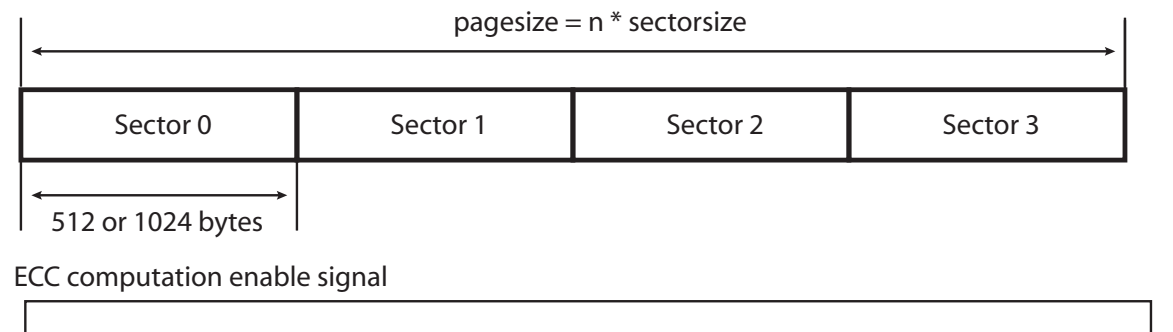 pagesize = n * sectorsize
Sector 0 Sector 1 Sector 2 Sector 3
512 or 1024 bytes
ECC computation enable signal